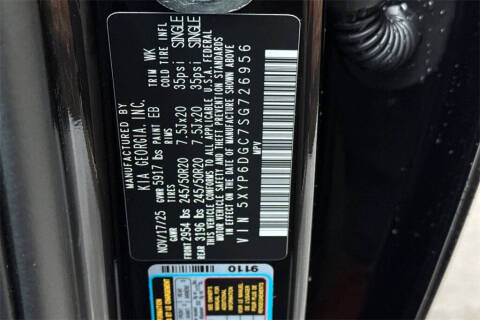 MANUFACTURED BY
KIA GEORGIA, INC.
NOV/17/25 GVWR 5917 lbs PAINT EB TRIM WK
GAWR TIRES RIMS COLD TIRE INFL
FRONT 2954 lbs 245/50R20 7.5Jx20 35psi SINGLE
REAR 3196 lbs 245/50R20 7.5Jx20 35psi SINGLE
THIS VEHICLE CONFORMS TO ALL APPLICABLE U.S.A. FEDERAL
MOTOR VEHICLE SAFETY AND THEFT PREVENTION STANDARDS
IN EFFECT ON THE DATE OF MANUFACTURE SHOWN ABOVE
VIN 5XYP6DGC7SG726956
MPV
9110